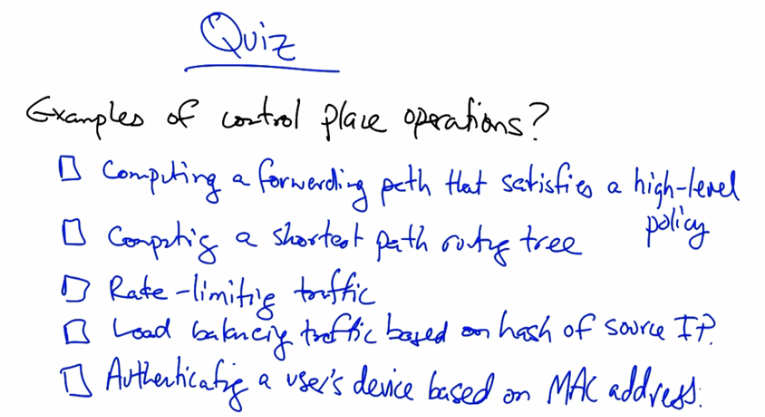 Quiz
Examples of control plane operations?
Computing a forwarding path that satisfies a high-level
policy
Computing a shortest path routing tree
Rate-limiting traffic
Load balancing traffic based on hash of source IP.
Authenticating a user's device based on MAC address.